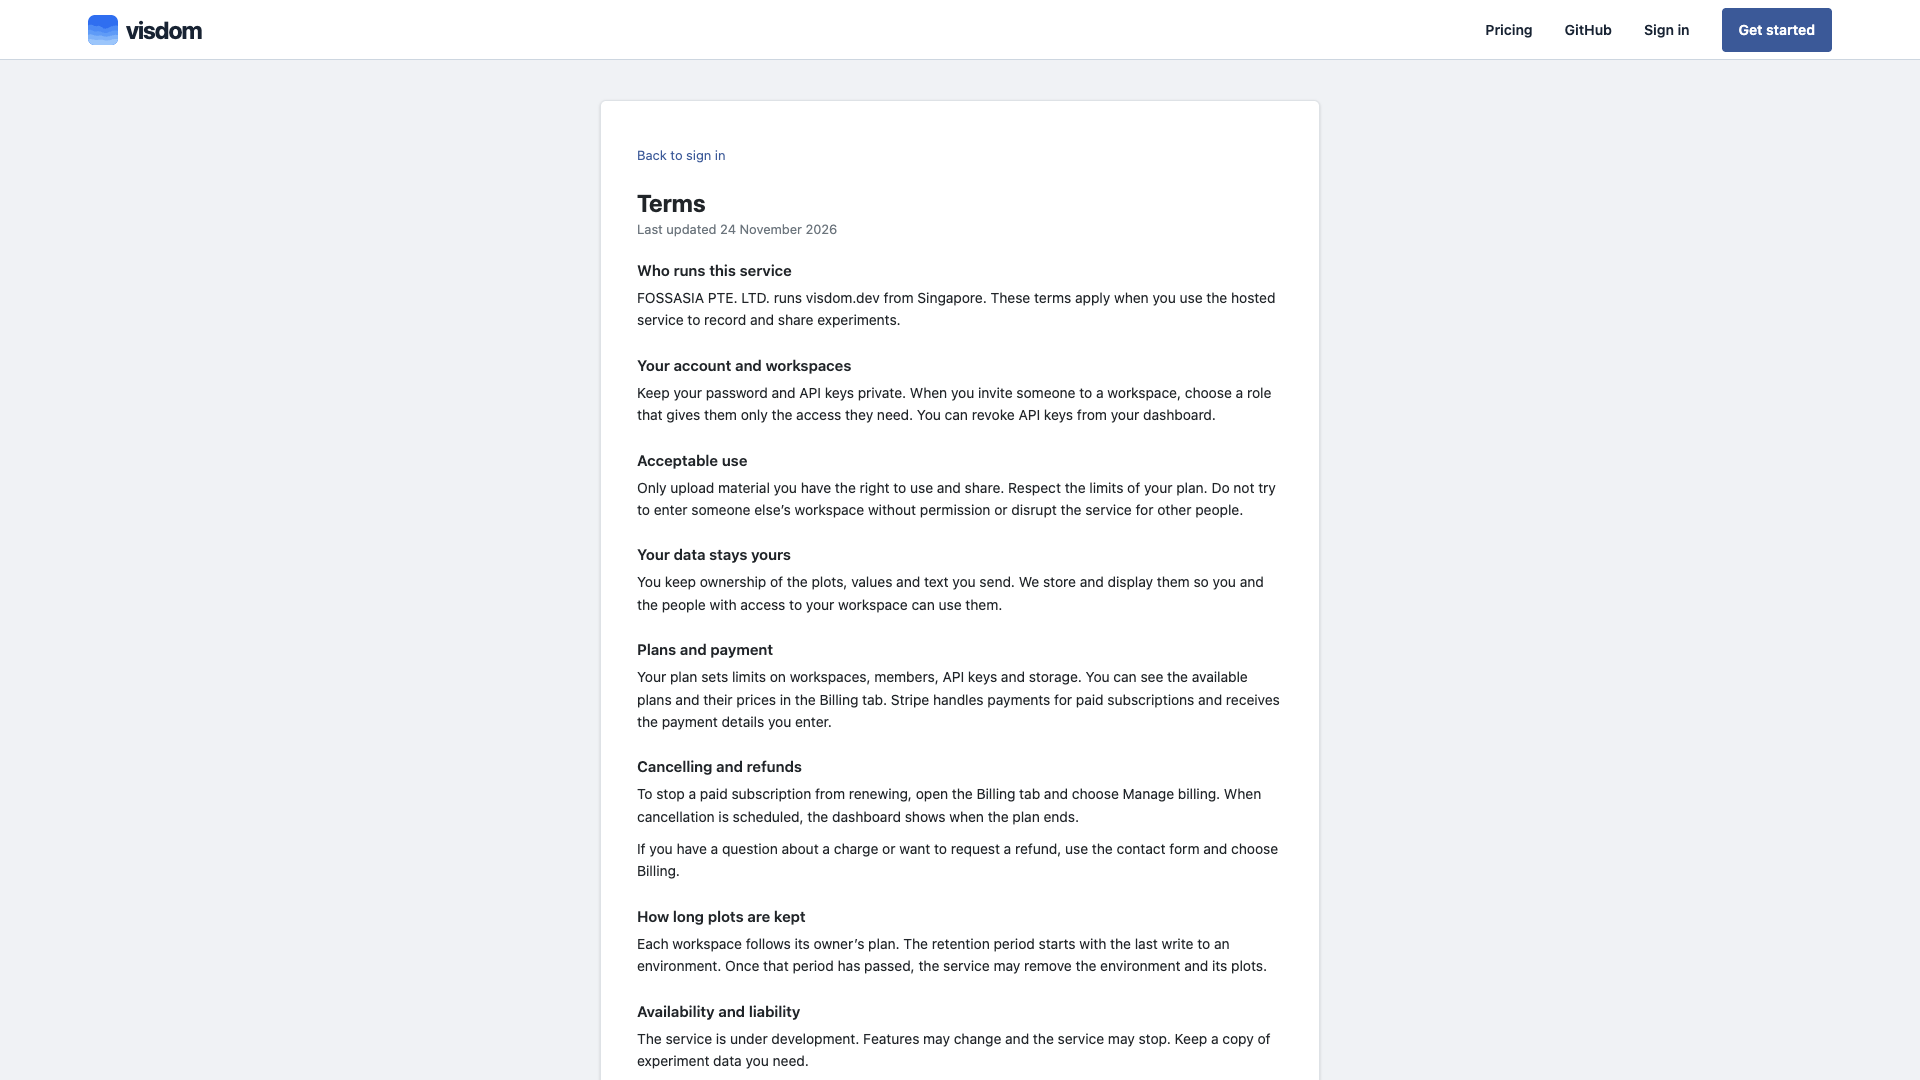 visdom
Pricing
GitHub
Sign in
Get started
Back to sign in
Terms
Last updated 24 November 2026
Who runs this service
FOSSASIA PTE. LTD. runs visdom.dev from Singapore. These terms apply when you use the hosted
service to record and share experiments.
Your account and workspaces
Keep your password and API keys private. When you invite someone to a workspace, choose a role
that gives them only the access they need. You can revoke API keys from your dashboard.
Acceptable use
Only upload material you have the right to use and share. Respect the limits of your plan. Do not try
to enter someone else’s workspace without permission or disrupt the service for other people.
Your data stays yours
You keep ownership of the plots, values and text you send. We store and display them so you and
the people with access to your workspace can use them.
Plans and payment
Your plan sets limits on workspaces, members, API keys and storage. You can see the available
plans and their prices in the Billing tab. Stripe handles payments for paid subscriptions and receives
the payment details you enter.
Cancelling and refunds
To stop a paid subscription from renewing, open the Billing tab and choose Manage billing. When
cancellation is scheduled, the dashboard shows when the plan ends.
If you have a question about a charge or want to request a refund, use the contact form and choose
Billing.
How long plots are kept
Each workspace follows its owner’s plan. The retention period starts with the last write to an
environment. Once that period has passed, the service may remove the environment and its plots.
Availability and liability
The service is under development. Features may change and the service may stop. Keep a copy of
experiment data you need.